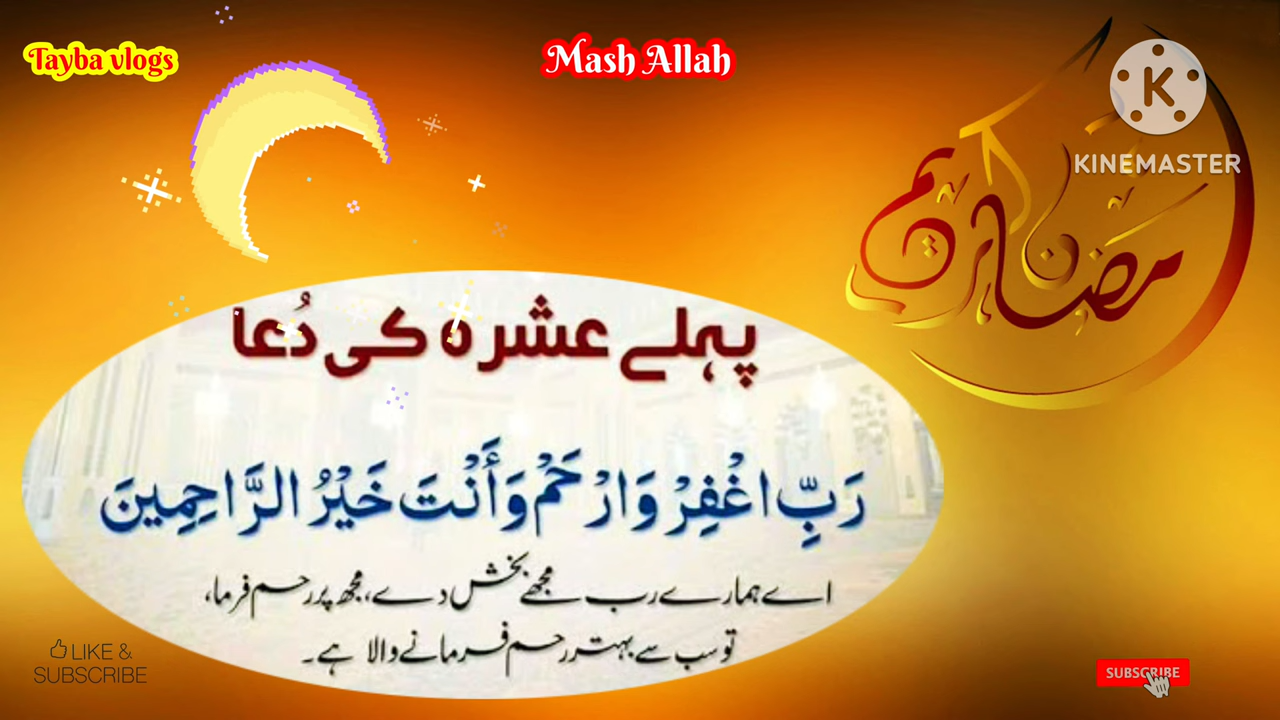 Tayba vlogs
Mash Allah
K
KINEMASTER
رمضان كريم
پہلے عشرہ کی دُعا
رَبِّ اغْفِرْ وَارْحَمْ وَأَنْتَ خَيْرُ الرَّاحِمِينَ
اے ہمارے رب مجھے بخش دے، مجھ پر رحم فرما،
تو سب سے بہتر رحم فرمانے والا ہے۔
LIKE &
SUBSCRIBE
SUBSCRIBE